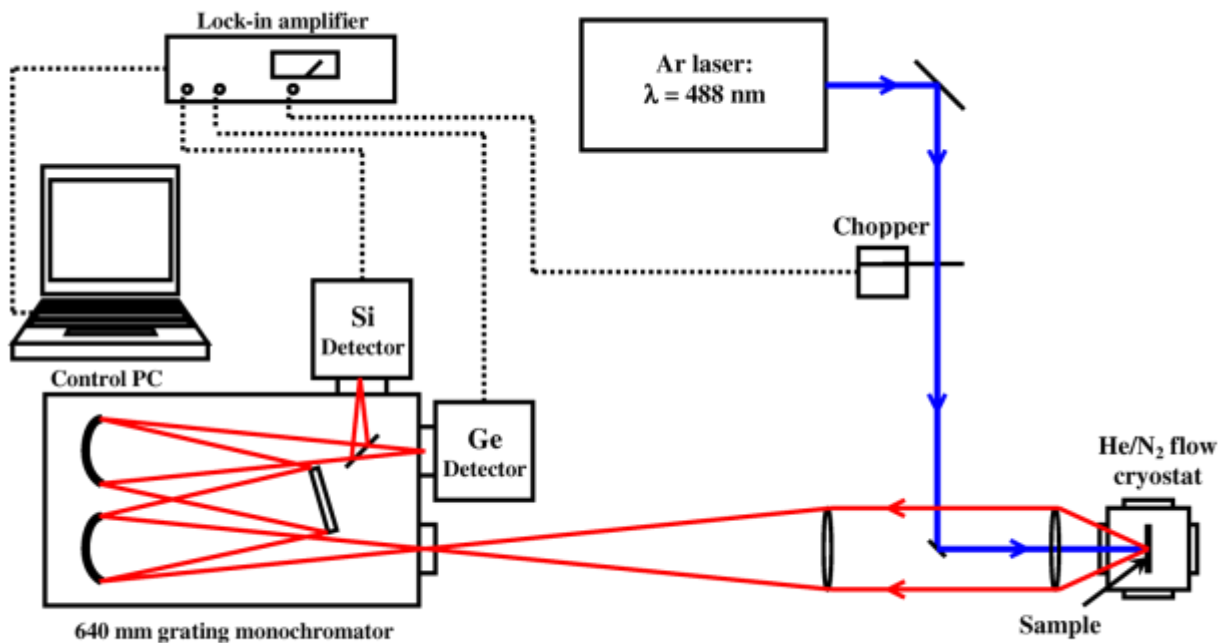 Lock-in amplifier
Ar laser:
λ = 488 nm
Chopper
Si
Detector
Control PC
Ge
Detector
He/N₂ flow
cryostat
Sample
640 mm grating monochromator